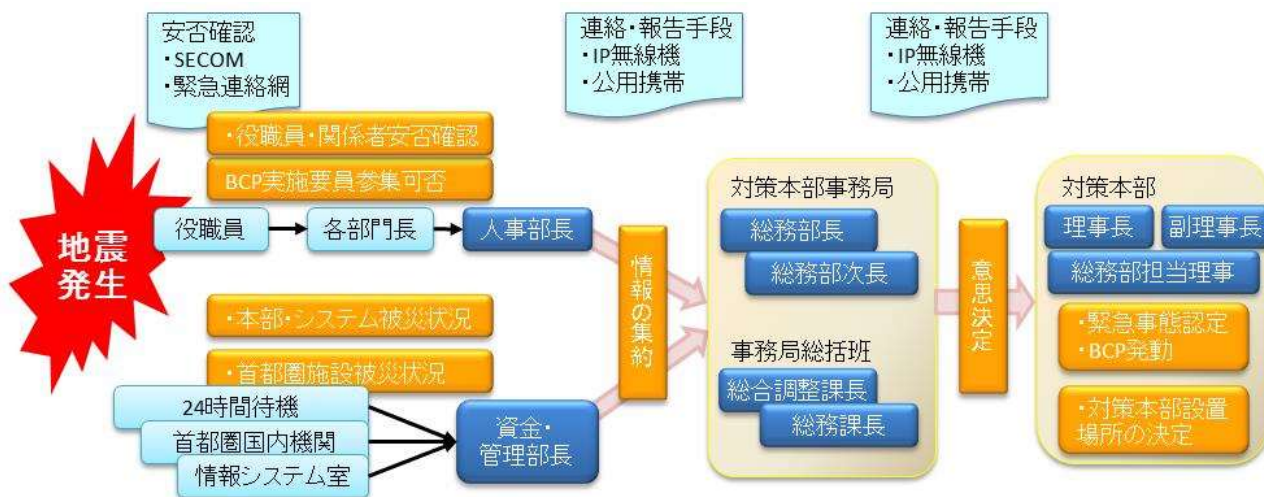 安否確認
・SECOM
・緊急連絡網
連絡・報告手段
・IP無線機
・公用携帯
連絡・報告手段
・IP無線機
・公用携帯
地震
発生
・役職員・関係者安否確認
BCP実施要員参集可否
役職員
各部門長
人事部長
・本部・システム被災状況
・首都圏施設被災状況
24時間待機
首都圏国内機関
情報システム室
資金・
管理部長
情報の集約
対策本部事務局
総務部長
総務部次長
事務局総括班
総合調整課長
総務課長
意思決定
対策本部
理事長
副理事長
総務部担当理事
・緊急事態認定
・BCP発動
・対策本部設置
場所の決定